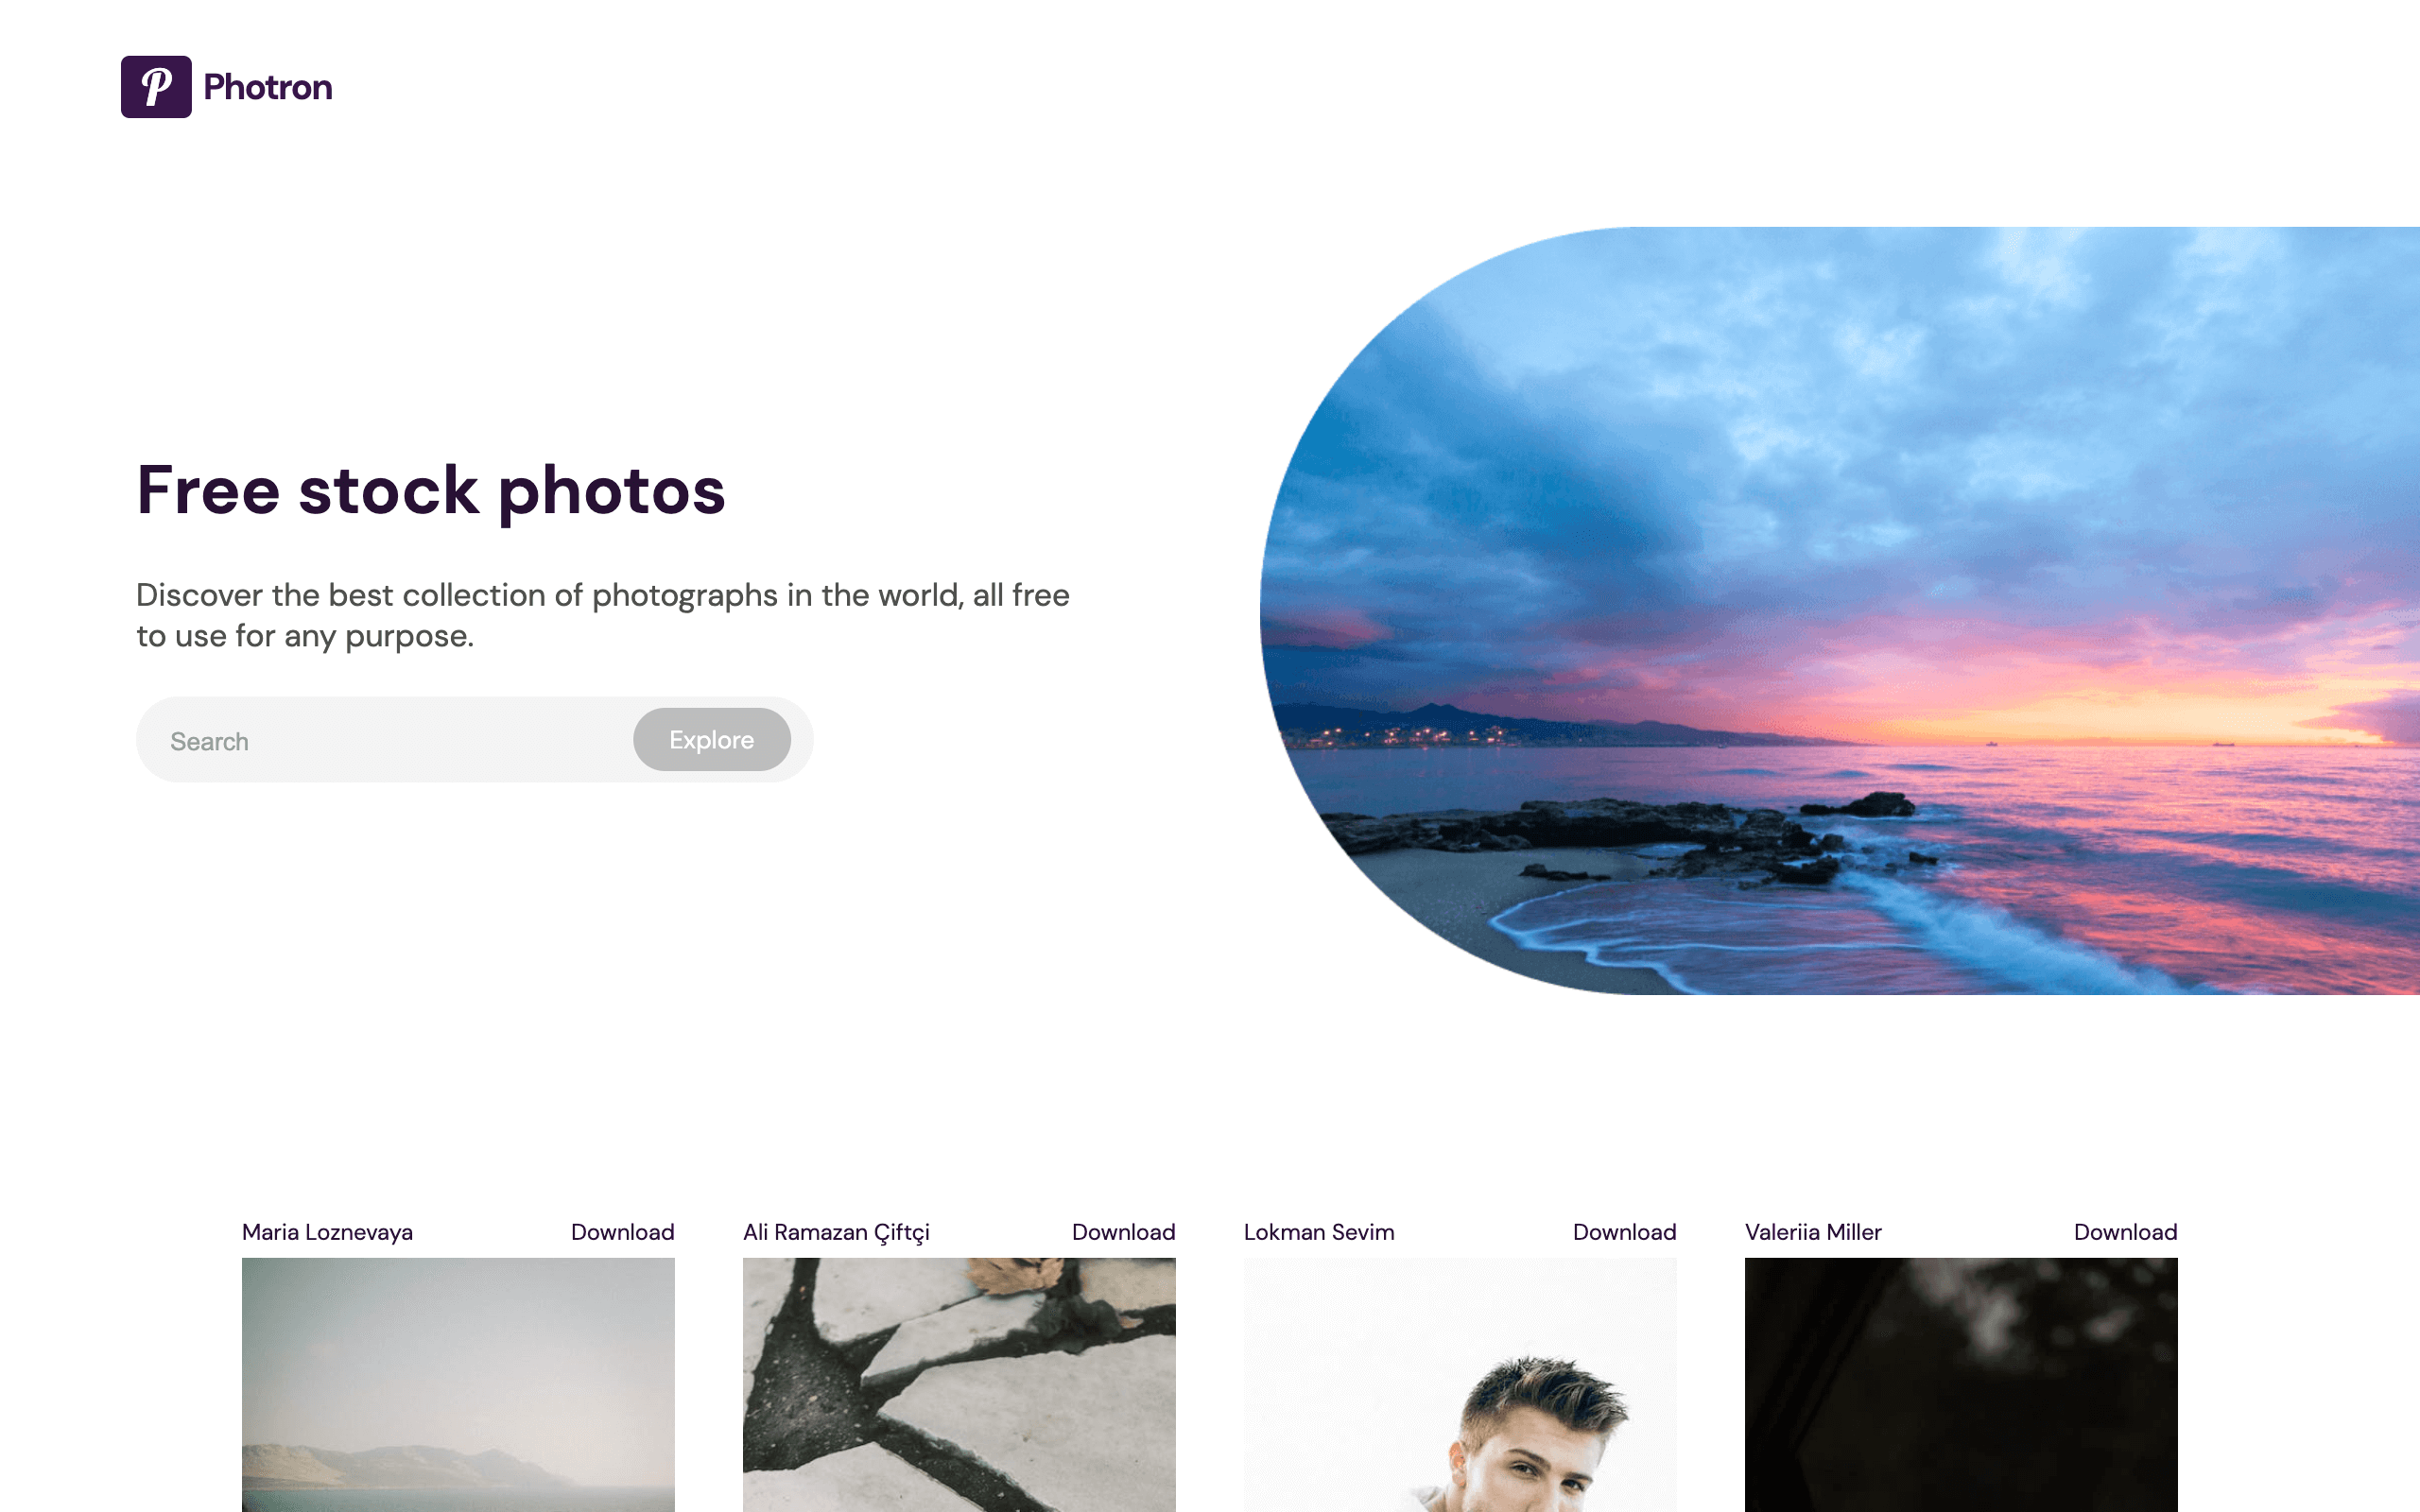 P Photron
Free stock photos
Discover the best collection of photographs in the world, all free
to use for any purpose.
Search
Explore
Maria Loznevaya
Download
Ali Ramazan Çiftçi
Download
Lokman Sevim
Download
Valeriia Miller
Download